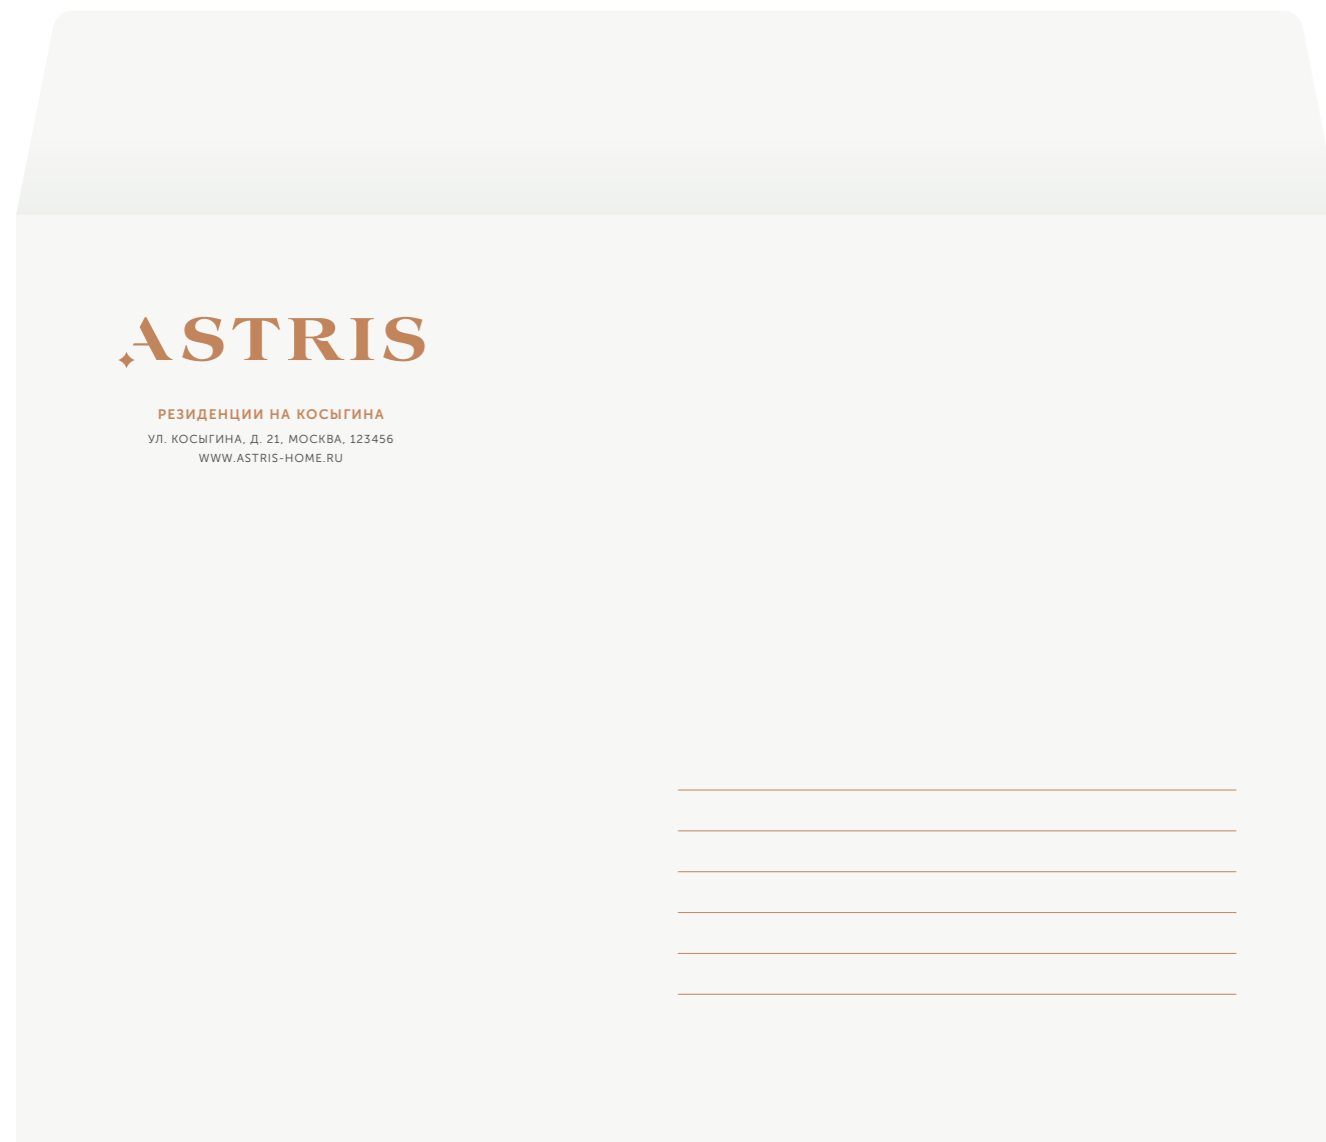 ASTRIS
РЕЗИДЕНЦИИ НА КОСЫГИНА
УЛ. КОСЫГИНА, Д. 21, МОСКВА, 123456
WWW.ASTRIS-HOME.RU